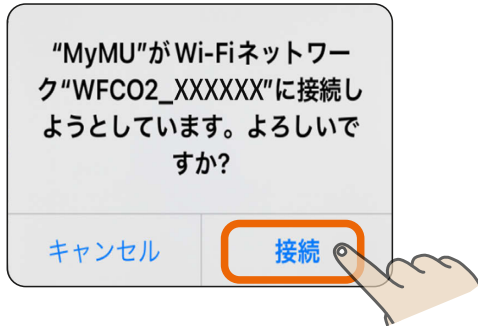 “MyMU”がWi-Fiネットワー
ク“WFCO2_XXXXXX”に接続し
ようとしています。よろしいで
すか?
キャンセル
接続